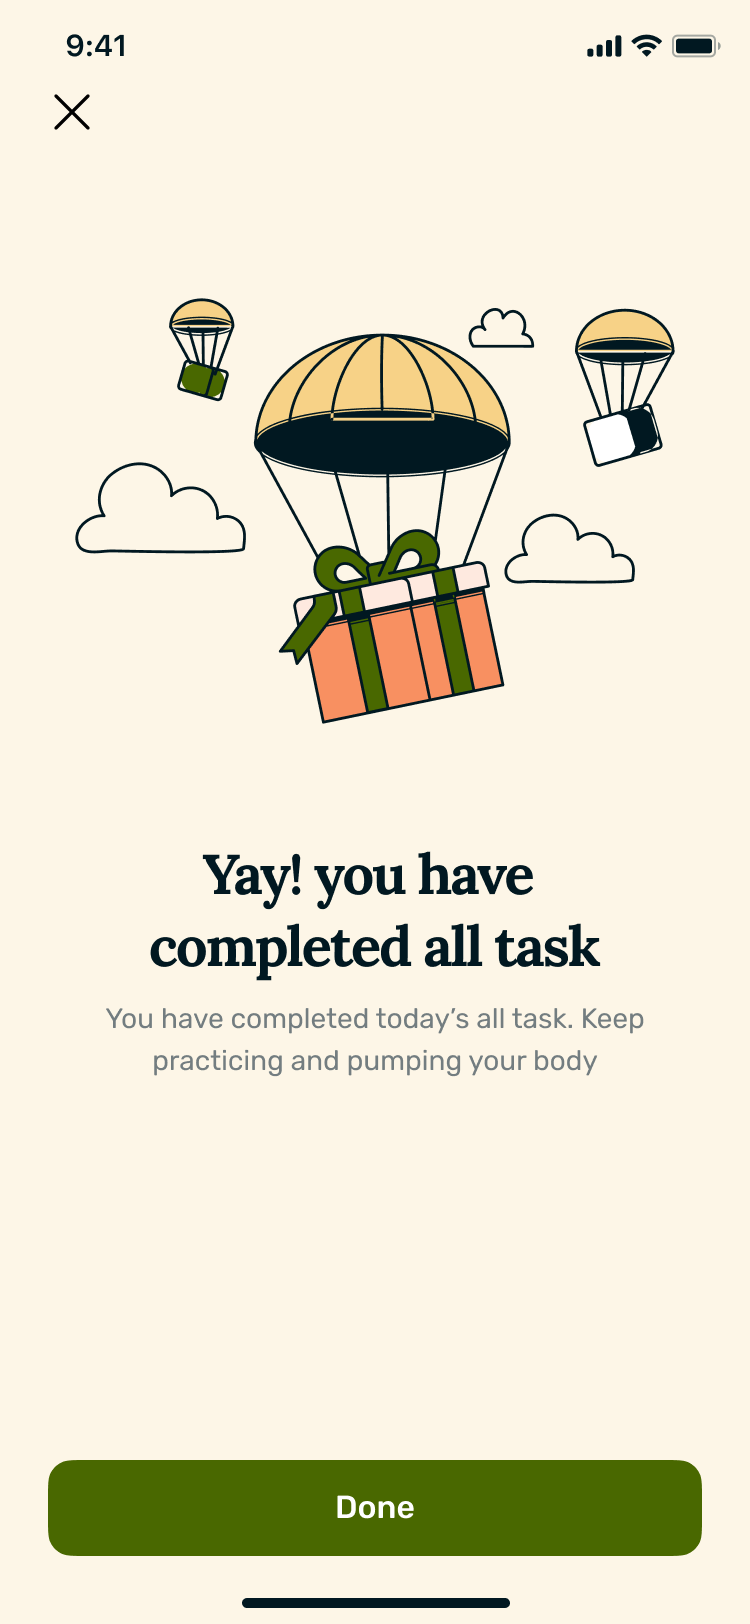 9:41
Yay! you have
completed all task
You have completed today’s all task. Keep
practicing and pumping your body
Done